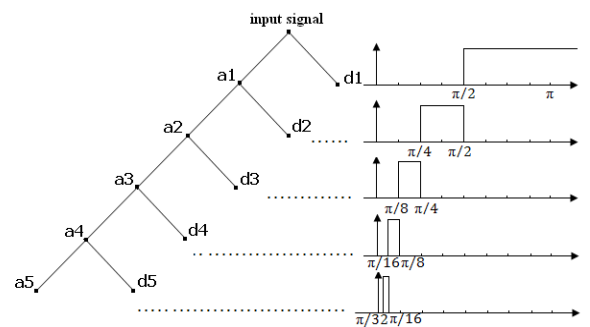 input signal
a1
d1
π/2
π
a2
d2
π/4
π/2
a3
d3
π/8
π/4
a4
d4
π/16
π/8
a5
d5
π/32
π/16